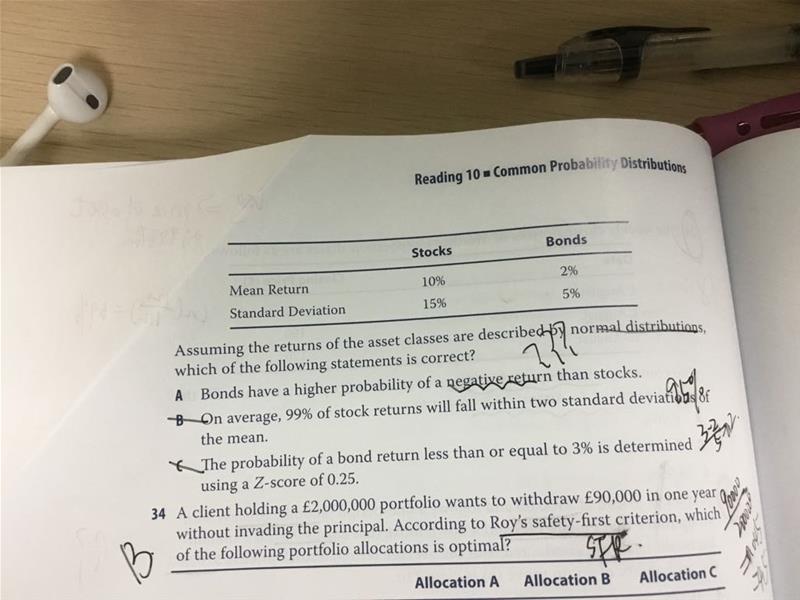 Reading 10 ■ Common Probability Distributions
Stocks Bonds
Mean Return 10% 2%
Standard Deviation 15% 5%
Assuming the returns of the asset classes are described by normal distributions,
which of the following statements is correct?
A Bonds have a higher probability of a negative return than stocks.
95%
B On average, 99% of stock returns will fall within two standard deviations of
the mean.
C The probability of a bond return less than or equal to 3% is determined
using a Z-score of 0.25.
34 A client holding a £2,000,000 portfolio wants to withdraw £90,000 in one year
without invading the principal. According to Roy's safety-first criterion, which
of the following portfolio allocations is optimal?
B
SFR.
Allocation A Allocation B Allocation C